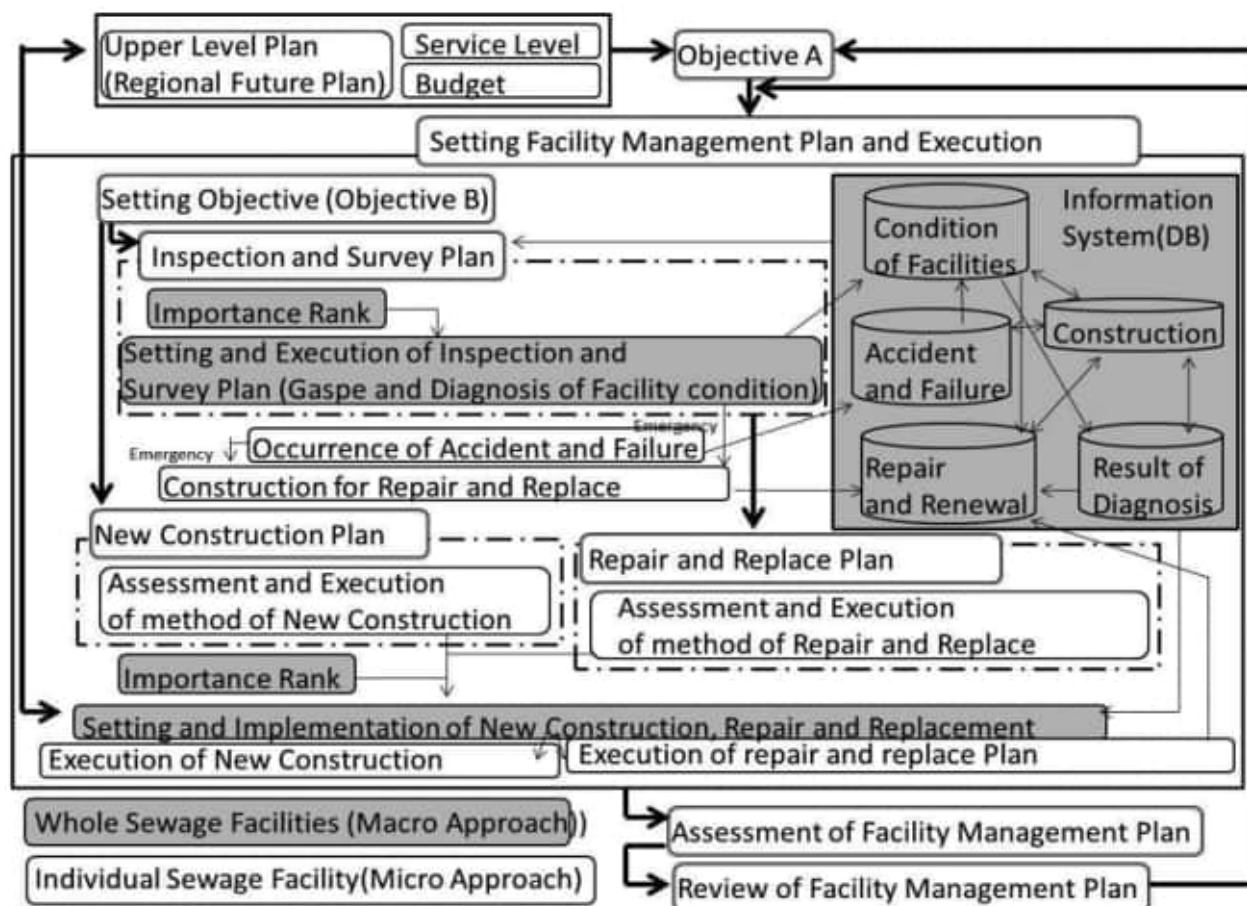 Upper Level Plan
(Regional Future Plan)
Service Level
Budget
Objective A
Setting Facility Management Plan and Execution
Setting Objective (Objective B)
Inspection and Survey Plan
Importance Rank
Setting and Execution of Inspection and
Survey Plan (Gaspe and Diagnosis of Facility condition)
Emergency
Emergency
Occurrence of Accident and Failure
Construction for Repair and Replace
Information
System(DB)
Condition
of Facilities
Construction
Accident
and Failure
Repair
and Renewal
Result of
Diagnosis
New Construction Plan
Assessment and Execution
of method of New Construction
Repair and Replace Plan
Assessment and Execution
of method of Repair and Replace
Importance Rank
Setting and Implementation of New Construction, Repair and Replacement
Execution of New Construction
Execution of repair and replace Plan
Whole Sewage Facilities (Macro Approach))
Individual Sewage Facility(Micro Approach)
Assessment of Facility Management Plan
Review of Facility Management Plan